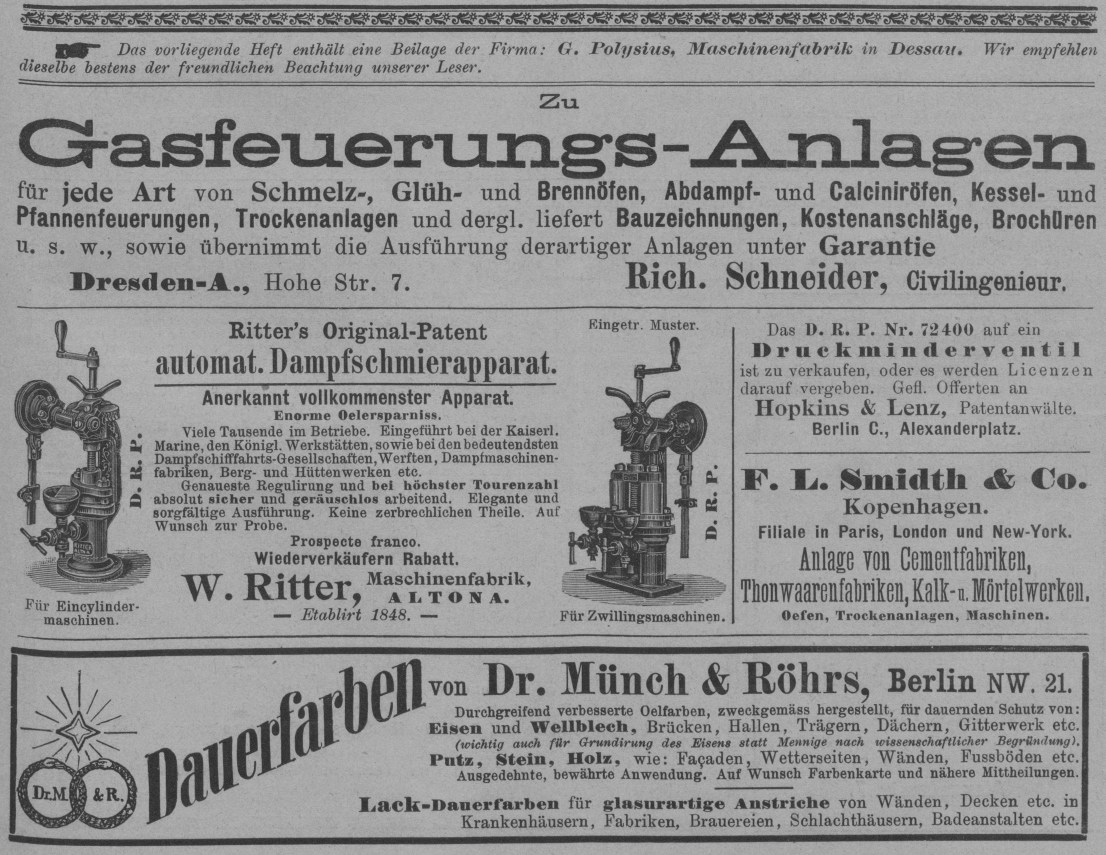 Das vorliegende Heft enthält eine Beilage der Firma: G. Polysius, Maschinenfabrik in Dessau. Wir empfehlen
dieselbe bestens der freundlichen Beachtung unserer Leser.
Zu
Gasfeuerungs-Anlagen
für jede Art von Schmelz-, Glüh- und Brennöfen, Abdampf- und Calciniröfen, Kessel- und
Pfannenfeuerungen, Trockenanlagen und dergl. liefert Bauzeichnungen, Kostenanschläge, Brochüren
u. s. w., sowie übernimmt die Ausführung derartiger Anlagen unter Garantie
Dresden-A., Hohe Str. 7.
Rich. Schneider, Civilingenieur.
Ritter's Original-Patent
automat. Dampfschmierapparat.
Anerkannt vollkommenster Apparat.
Enorme Oelersparniss.
Viele Tausende im Betriebe. Eingeführt bei der Kaiserl.
Marine, den Königl. Werkstätten, sowie bei den bedeutendsten
Dampfschifffahrts-Gesellschaften, Werften, Dampfmaschinen-
fabriken, Berg- und Hüttenwerken etc.
Genaueste Regulirung und bei höchster Tourenzahl
absolut sicher und geräuschlos arbeitend. Elegante und
sorgfältige Ausführung. Keine zerbrechlichen Theile. Auf
Wunsch zur Probe.
Prospecte franco.
Wiederverkäufern Rabatt.
W. Ritter, Maschinenfabrik,
ALTONA.
— Etablirt 1848. —
D. R. P.
Für Eincylinder-
maschinen.
Eingetr. Muster.
D. R. P.
Für Zwillingsmaschinen.
Das D. R. P. Nr. 72400 auf ein
Druckminderventil
ist zu verkaufen, oder es werden Licenzen
darauf vergeben. Gefl. Offerten an
Hopkins & Lenz, Patentanwälte.
Berlin C., Alexanderplatz.
F. L. Smidth & Co.
Kopenhagen.
Filiale in Paris, London und New-York.
Anlage von Cementfabriken,
Thonwaarenfabriken, Kalk- u. Mörtelwerken.
Oefen, Trockenanlagen, Maschinen.
Dr. M. & R.
Dauerfarben
von Dr. Münch & Röhrs, Berlin NW. 21.
Durchgreifend verbesserte Oelfarben, zweckgemäss hergestellt, für dauernden Schutz von:
Eisen und Wellblech, Brücken, Hallen, Trägern, Dächern, Gitterwerk etc.
(wichtig auch für Grundirung des Eisens statt Mennige nach wissenschaftlicher Begründung).
Putz, Stein, Holz, wie: Façaden, Wetterseiten, Wänden, Fussböden etc.
Ausgedehnte, bewährte Anwendung. Auf Wunsch Farbenkarte und nähere Mittheilungen.
Lack-Dauerfarben für glasurartige Anstriche von Wänden, Decken etc. in
Krankenhäusern, Fabriken, Brauereien, Schlachthäusern, Badeanstalten etc.